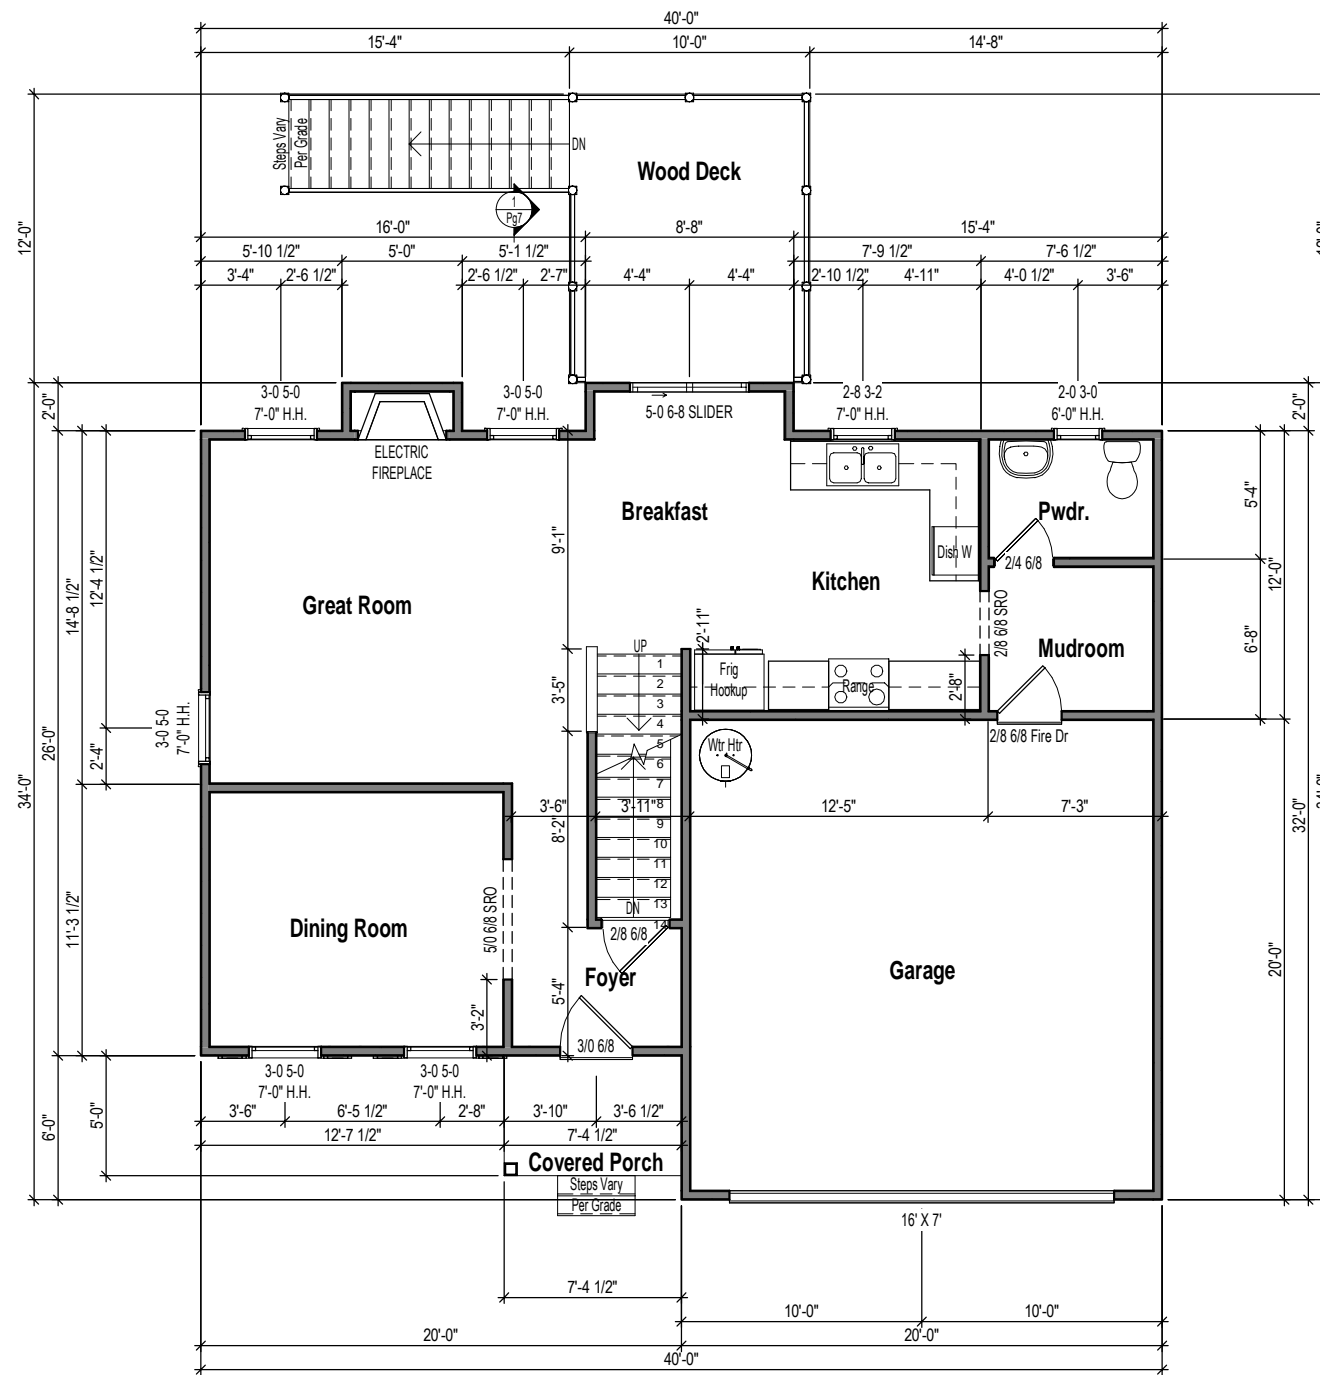 40'-0"
15'-4"
10'-0"
14'-8"
Steps Vary
Per Grade
DN
Wood Deck
1
Pg7
12'-0"
16'-0"
8'-8"
15'-4"
5'-10 1/2"
5'-0"
5'-1 1/2"
7'-9 1/2"
7'-6 1/2"
3'-4"
2'-6 1/2"
2'-6 1/2"
2'-7"
4'-4"
4'-4"
2'-10 1/2"
4'-11"
4'-0 1/2"
3'-6"
3-0 5-0
7'-0" H.H.
3-0 5-0
7'-0" H.H.
5-0 6-8 SLIDER
2-8 3-2
7'-0" H.H.
2-0 3-0
6'-0" H.H.
2'-0"
2'-0"
ELECTRIC
FIREPLACE
Breakfast
Pwdr.
5'-4"
9'-1"
Dish W
2/4 6/8
12'-4 1/2"
14'-8 1/2"
Kitchen
12'-0"
Great Room
2/8 6/8 SRO
2'-11"
UP
Mudroom
6'-8"
1
2
3
4
5
6
7
8
9
10
11
12
13
14
Frig
Hookup
Range
2'-8"
3'-5"
3-0 5-0
7'-0" H.H.
2/8 6/8 Fire Dr
Wtr Htr
26'-0"
2'-4"
34'-0"
3'-6"
3'-11"
12'-5"
7'-3"
8'-2"
32'-0"
DN
5/0 6/8 SRO
11'-3 1/2"
Dining Room
2/8 6/8
Foyer
Garage
20'-0"
5'-4"
3'-2"
3/0 6/8
3-0 5-0
7'-0" H.H.
3-0 5-0
7'-0" H.H.
3'-6"
6'-5 1/2"
2'-8"
3'-10"
3'-6 1/2"
6'-0"
5'-0"
12'-7 1/2"
7'-4 1/2"
Covered Porch
Steps Vary
Per Grade
16' X 7'
7'-4 1/2"
10'-0"
10'-0"
20'-0"
20'-0"
40'-0"